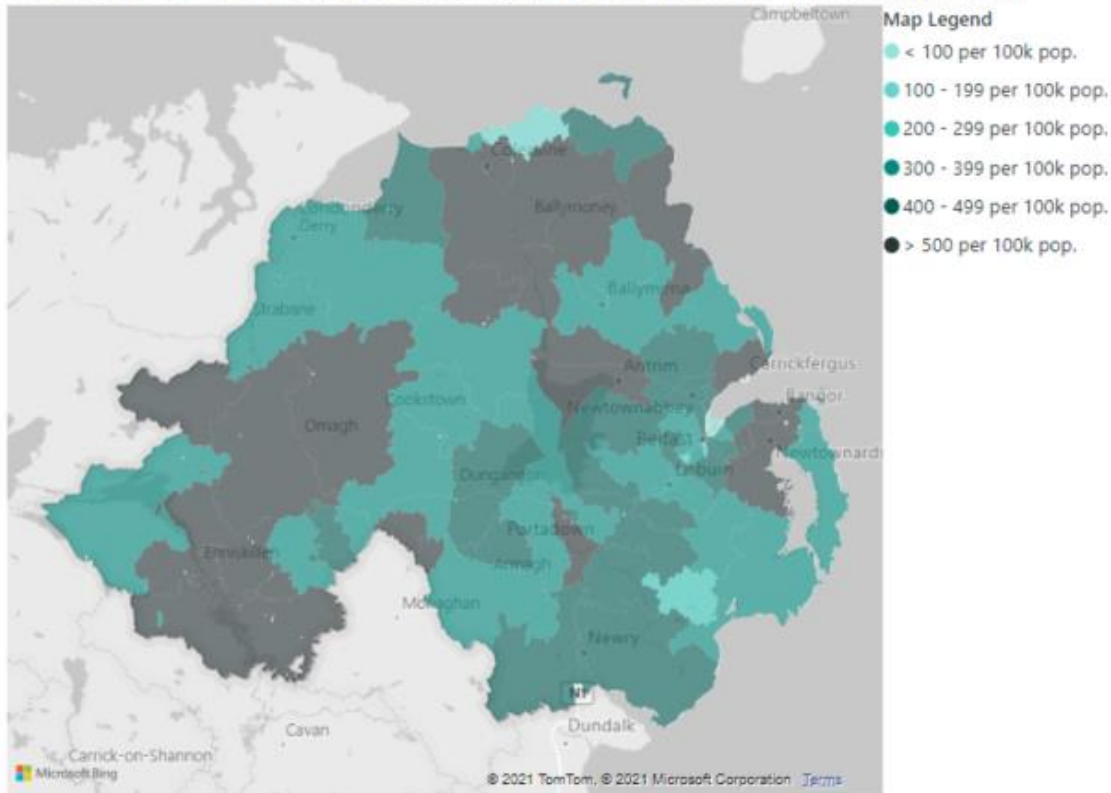 Campbeltown
Map Legend
< 100 per 100k pop.
100 - 199 per 100k pop.
200 - 299 per 100k pop.
300 - 399 per 100k pop.
400 - 499 per 100k pop.
> 500 per 100k pop.
Coleraine
Londonderry
Derry
Ballymoney
Strabane
Ballymena
Antrim
Carrickfergus
Cookstown
Newtownabbey
Bangor
Omagh
Belfast
Newtownards
Dungannon
Lisburn
Portadown
Enniskillen
Armagh
Monaghan
Newry
N1
Dundalk
Cavan
Carrick-on-Shannon
Microsoft Bing
© 2021 TomTom, © 2021 Microsoft Corporation Terms